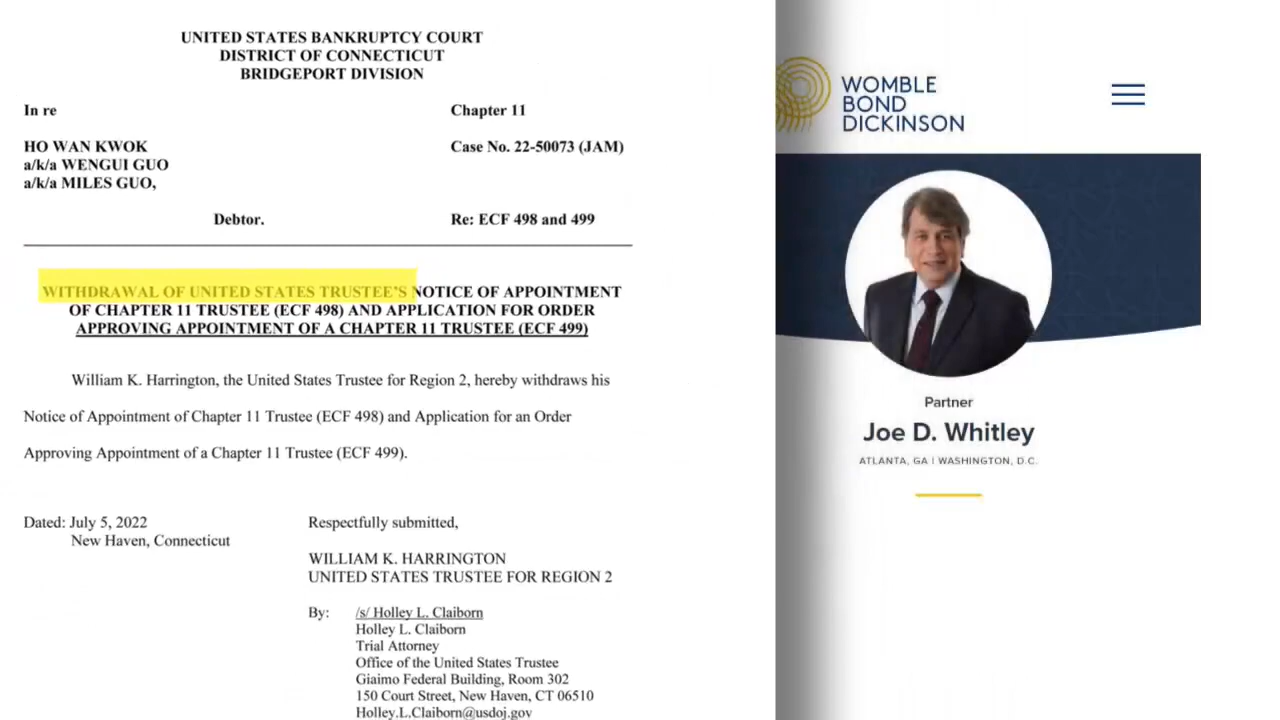 UNITED STATES BANKRUPTCY COURT
DISTRICT OF CONNECTICUT
BRIDGEPORT DIVISION
In re
Chapter 11
HO WAN KWOK
a/k/a WENGUI GUO
a/k/a MILES GUO,
Case No. 22-50073 (JAM)
Debtor.
Re: ECF 498 and 499
WITHDRAWAL OF UNITED STATES TRUSTEE'S NOTICE OF APPOINTMENT
OF CHAPTER 11 TRUSTEE (ECF 498) AND APPLICATION FOR ORDER
APPROVING APPOINTMENT OF A CHAPTER 11 TRUSTEE (ECF 499)
William K. Harrington, the United States Trustee for Region 2, hereby withdraws his
Notice of Appointment of Chapter 11 Trustee (ECF 498) and Application for an Order
Approving Appointment of a Chapter 11 Trustee (ECF 499).
Dated: July 5, 2022
New Haven, Connecticut
Respectfully submitted,
WILLIAM K. HARRINGTON
UNITED STATES TRUSTEE FOR REGION 2
By: /s/ Holley L. Claiborn
Holley L. Claiborn
Trial Attorney
Office of the United States Trustee
Giaimo Federal Building, Room 302
150 Court Street, New Haven, CT 06510
Holley.L.Claiborn@usdoj.gov
WOMBLE
BOND
DICKINSON
Partner
Joe D. Whitley
ATLANTA, GA | WASHINGTON, D.C.